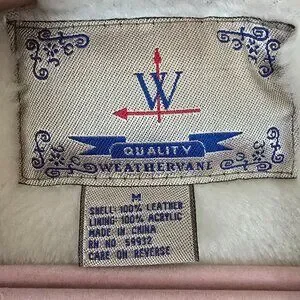 W
QUALITY
WEATHERVANE
M
SHELL: 100% LEATHER
LINING: 100% ACRYLIC
MADE IN CHINA
RN NO 59932
CARE ON REVERSE